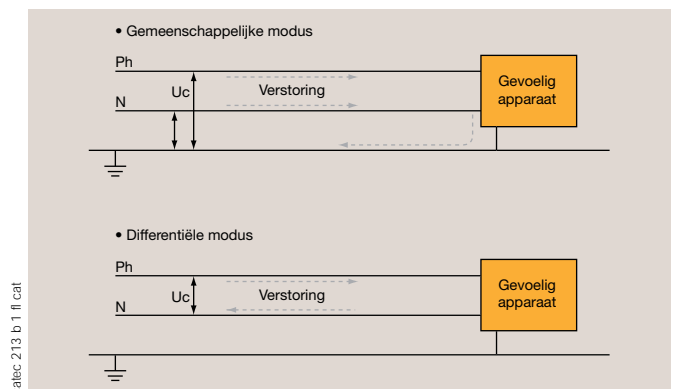 • Gemeenschappelijke modus
Ph
Uc
Verstoring
N
Gevoelig
apparaat
• Differentiële modus
Ph
Uc
Verstoring
N
Gevoelig
apparaat
atec 213 b 1 fl cat